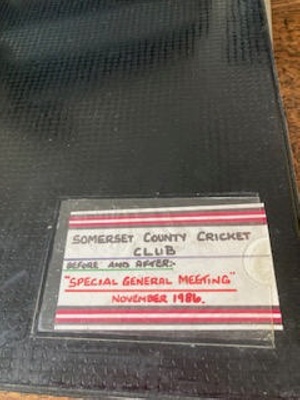 SOMERSET COUNTY CRICKET
CLUB
BEFORE AND AFTER:-
"SPECIAL GENERAL MEETING"
NOVEMBER 1986.